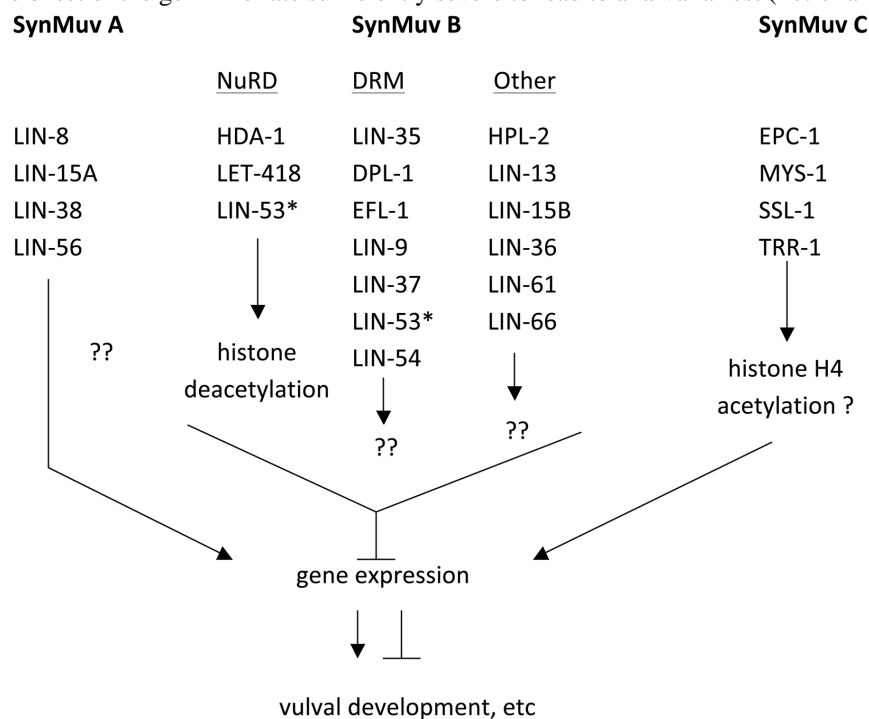 SynMuv A SynMuv B SynMuv C
NuRD DRM Other
LIN-8 HDA-1 LIN-35 HPL-2 EPC-1
LIN-15A LET-418 DPL-1 LIN-13 MYS-1
LIN-38 LIN-53* EFL-1 LIN-15B SSL-1
LIN-56 LIN-9 LIN-36 TRR-1
LIN-37 LIN-61
LIN-53* LIN-66
LIN-54
??
histone
deacetylation
??
??
histone H4
acetylation ?
gene expression
vulval development, etc